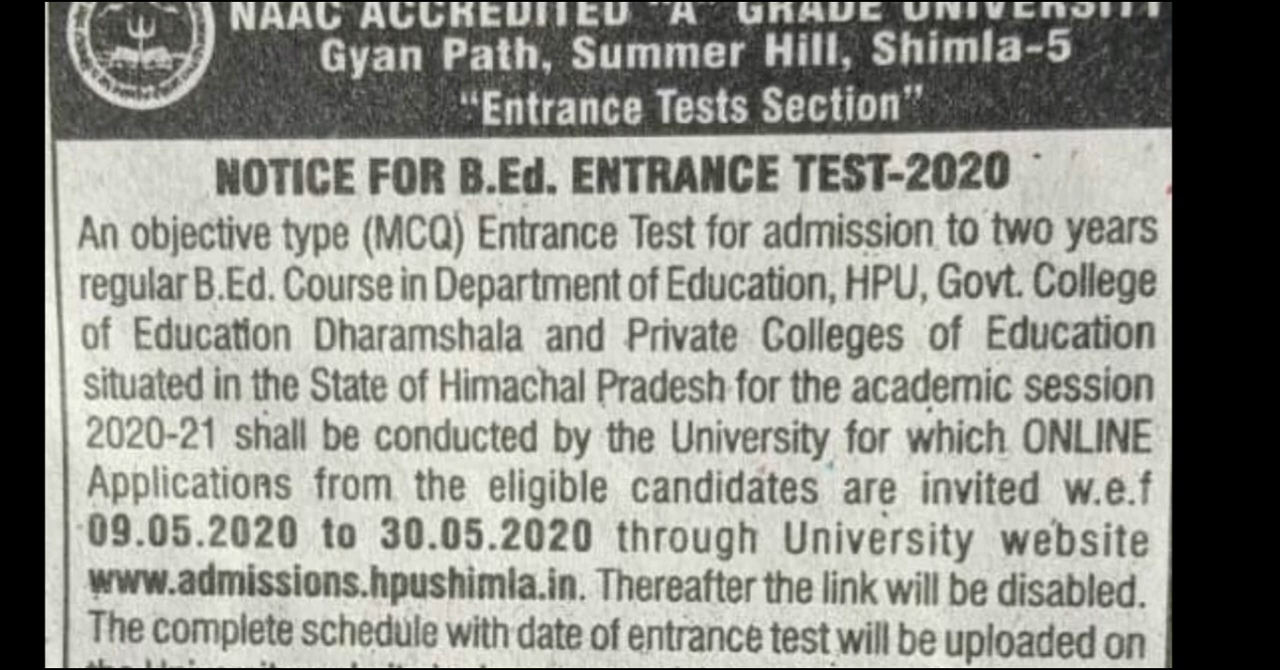 NAAC ACCREDITED "A" GRADE UNIVERSITY
Gyan Path, Summer Hill, Shimla-5
"Entrance Tests Section"
NOTICE FOR B.Ed. ENTRANCE TEST-2020
An objective type (MCQ) Entrance Test for admission to two years
regular B.Ed. Course in Department of Education, HPU, Govt. College
of Education Dharamshala and Private Colleges of Education
situated in the State of Himachal Pradesh for the academic session
2020-21 shall be conducted by the University for which ONLINE
Applications from the eligible candidates are invited w.e.f
09.05.2020 to 30.05.2020 through University website
www.admissions.hpushimla.in. Thereafter the link will be disabled.
The complete schedule with date of entrance test will be uploaded on